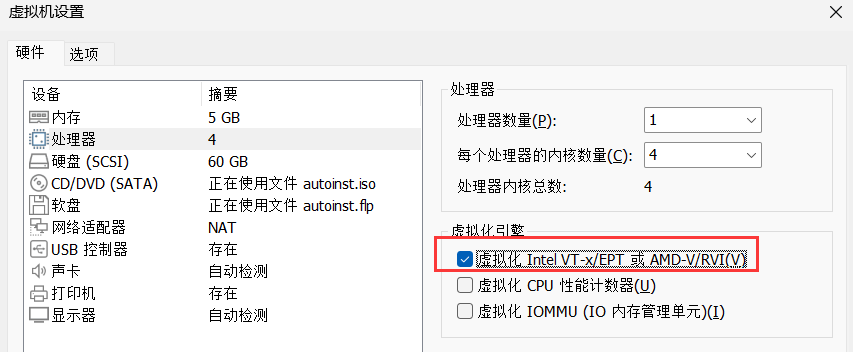 虚拟机设置
硬件 选项
设备 摘要
内存 5 GB
处理器 4
硬盘 (SCSI) 60 GB
CD/DVD (SATA) 正在使用文件 autoinst.iso
软盘 正在使用文件 autoinst.flp
网络适配器 NAT
USB 控制器 存在
声卡 自动检测
打印机 存在
显示器 自动检测
处理器
处理器数量(P): 1
每个处理器的内核数量(C): 4
处理器内核总数: 4
虚拟化引擎
虚拟化 Intel VT-x/EPT 或 AMD-V/RVI(V)
虚拟化 CPU 性能计数器(U)
虚拟化 IOMMU (IO 内存管理单元)(I)